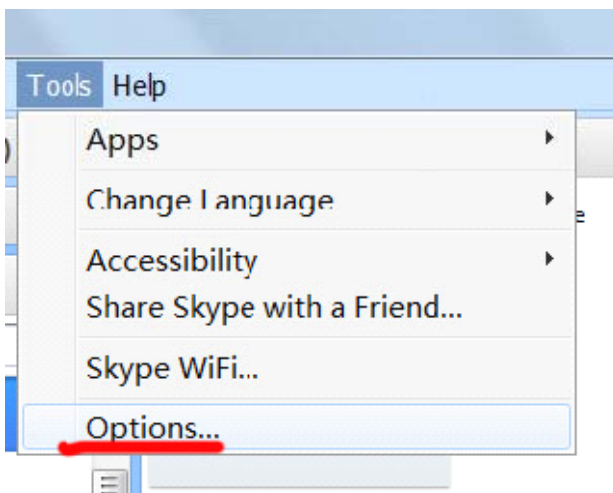 Tools Help
Apps
Change Language
Accessibility
Share Skype with a Friend...
Skype WiFi...
Options...